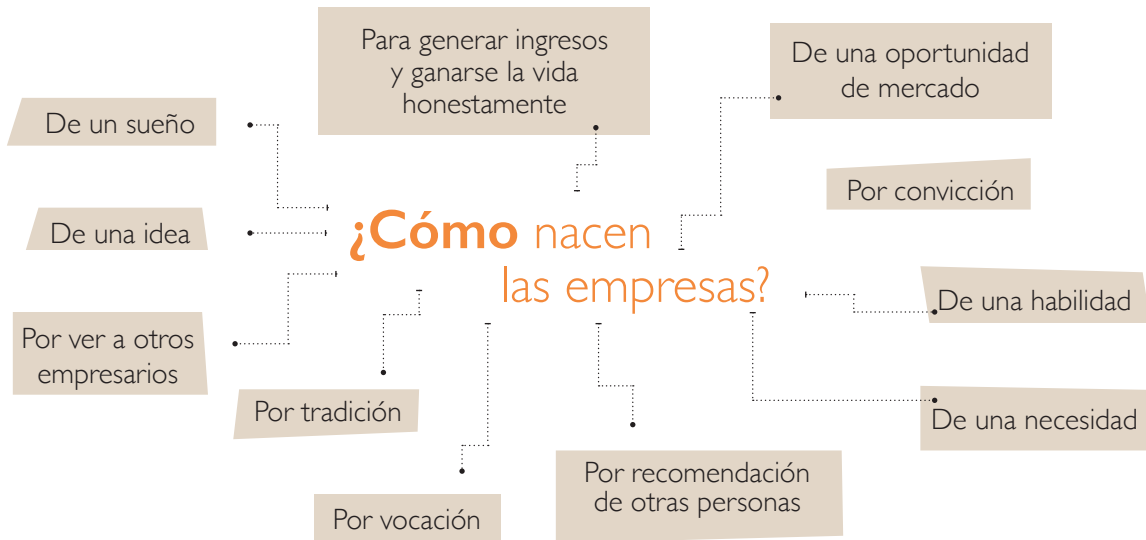 Para generar ingresos
y ganarse la vida
honestamente
De una oportunidad
de mercado
De un sueño
Por convicción
De una idea
¿Cómo nacen
las empresas?
De una habilidad
Por ver a otros
empresarios
Por tradición
De una necesidad
Por recomendación
de otras personas
Por vocación